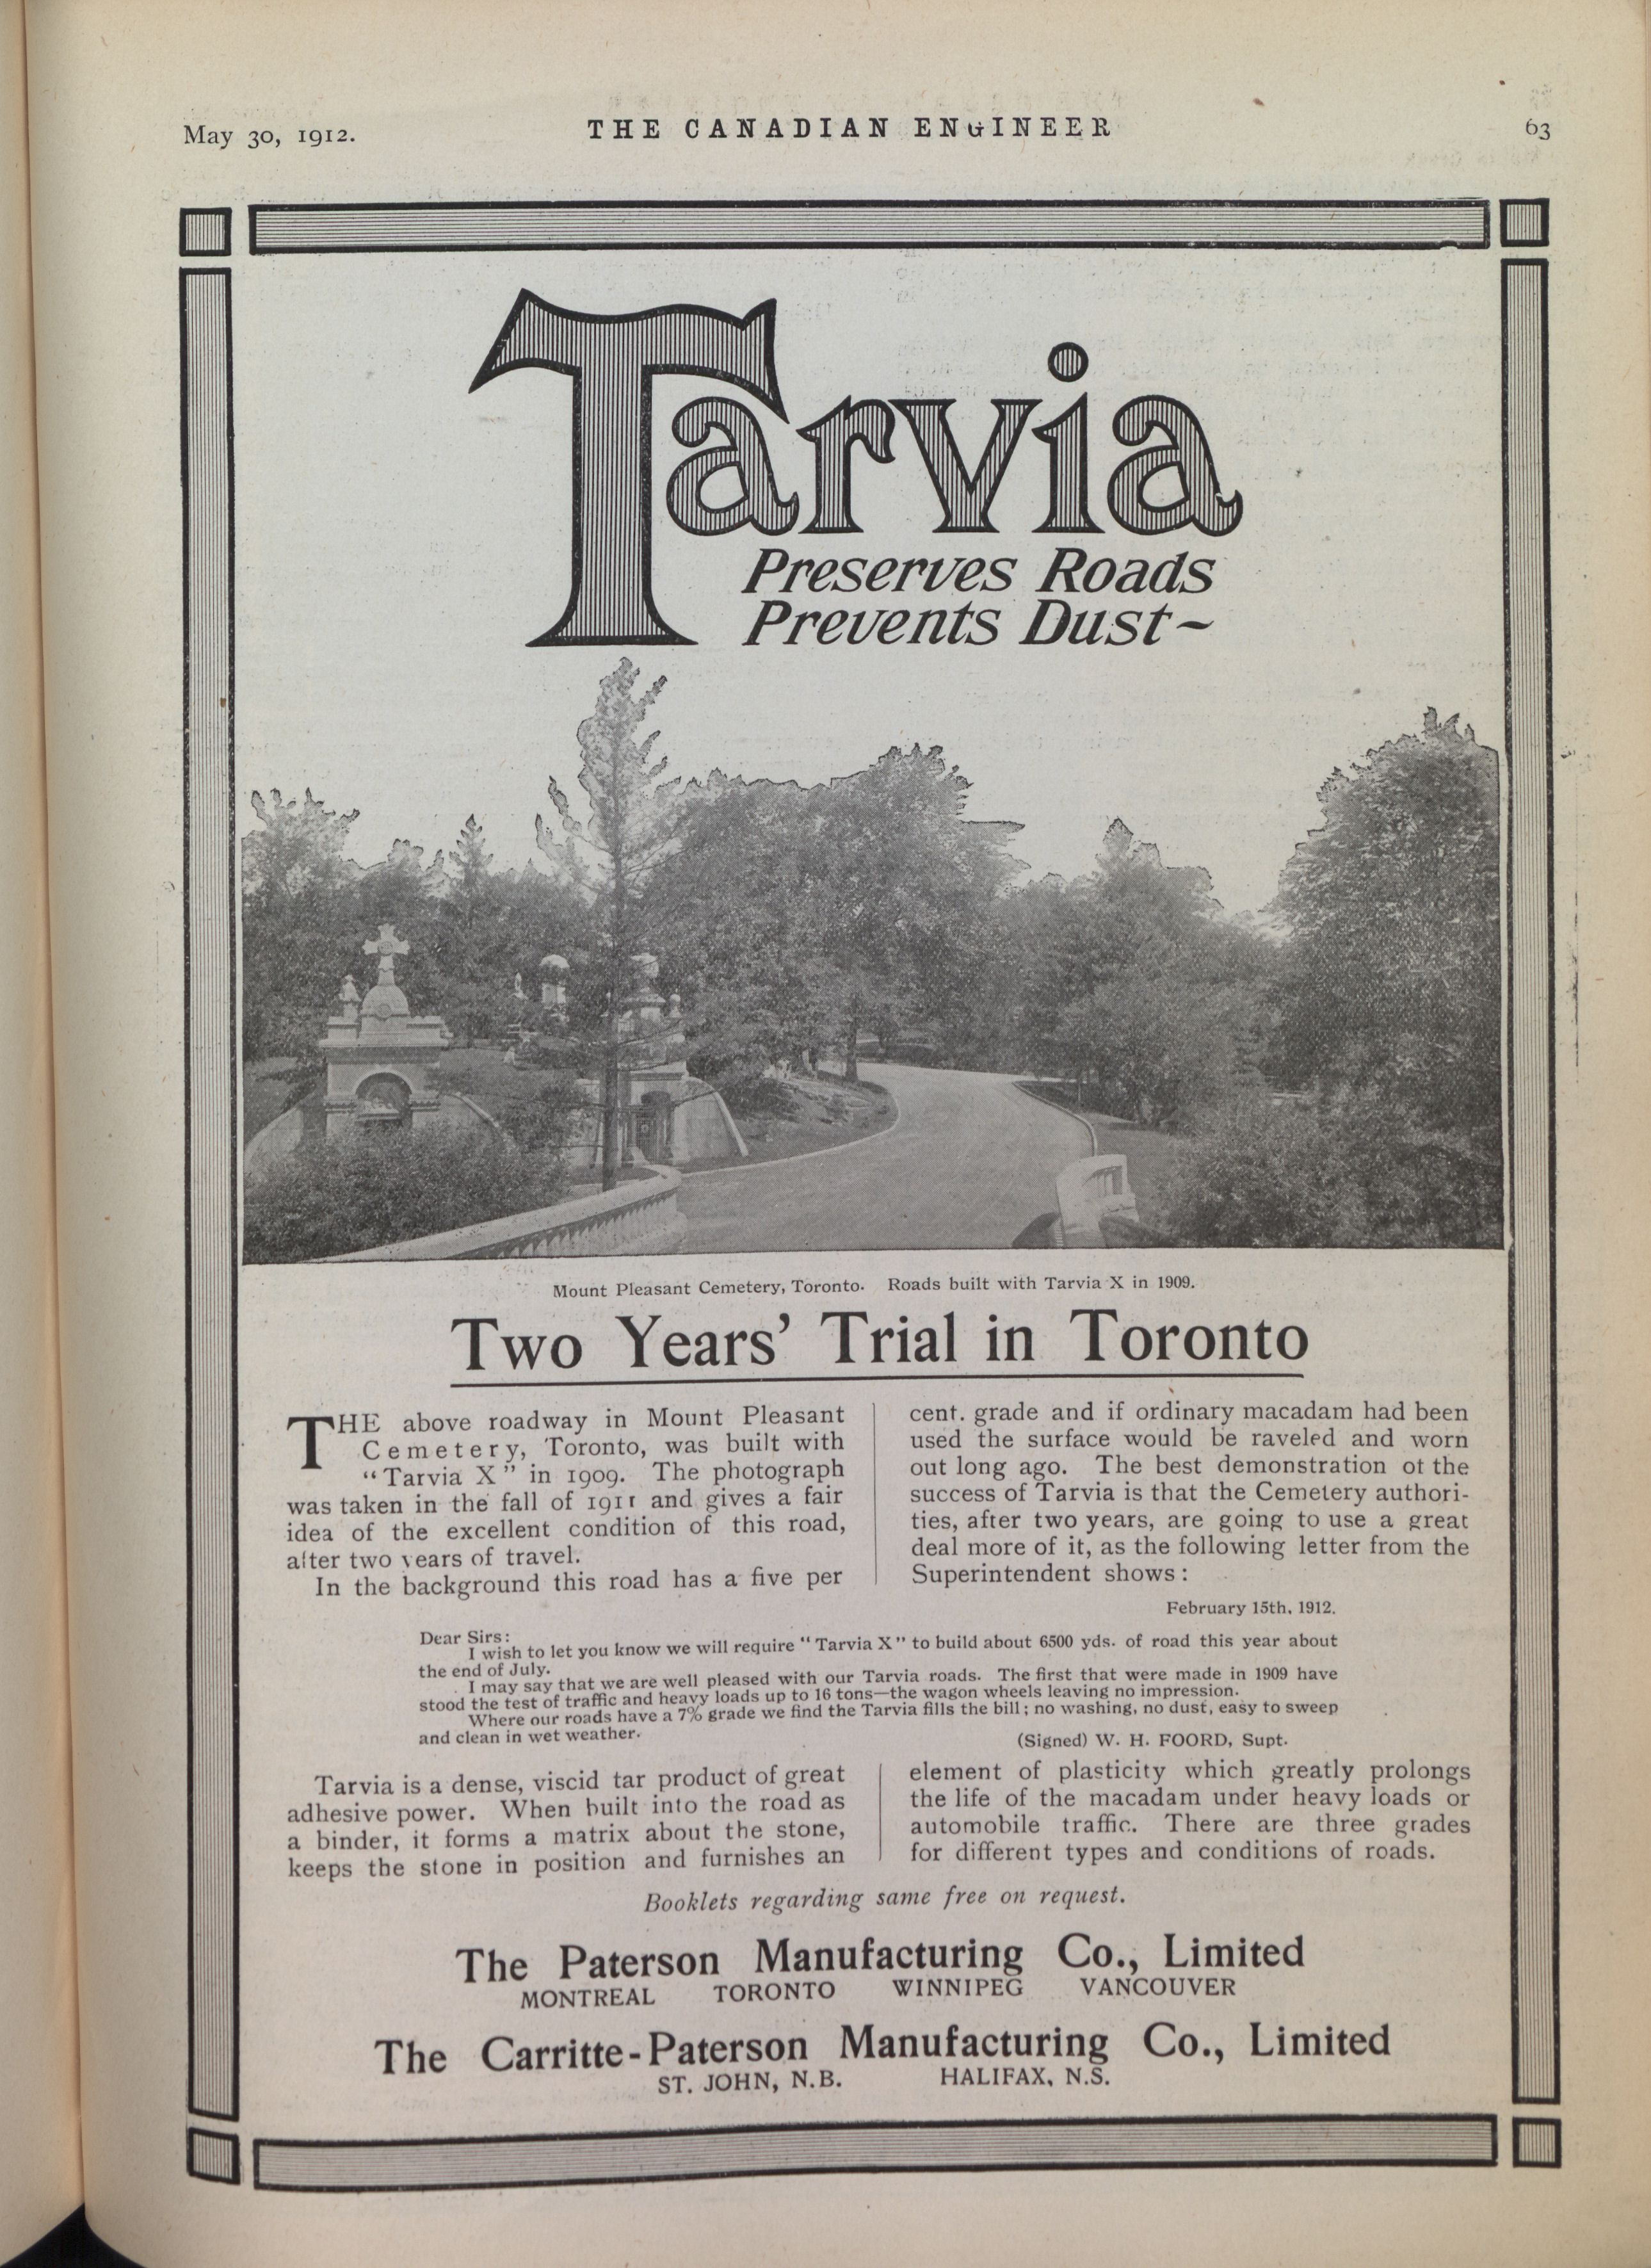 May 30, 1912.
THE CANADIAN ENGINEER
63
Tarvia
Preserves Roads
Prevents Dust~
Mount Pleasant Cemetery, Toronto. Roads built with Tarvia X in 1909.
Two Years' Trial in Toronto
THE above roadway in Mount Pleasant
Cemetery, Toronto, was built with
"Tarvia X" in 1909. The photograph
was taken in the fall of 1911 and gives a fair
idea of the excellent condition of this road,
after two years of travel.
In the background this road has a five per
cent. grade and if ordinary macadam had been
used the surface would be raveled and worn
out long ago. The best demonstration of the
success of Tarvia is that the Cemetery authori-
ties, after two years, are going to use a great
deal more of it, as the following letter from the
Superintendent shows:
February 15th, 1912.
Dear Sirs:
I wish to let you know we will require "Tarvia X" to build about 6500 yds. of road this year about
the end of July.
I may say that we are well pleased with our Tarvia roads. The first that were made in 1909 have
stood the test of traffic and heavy loads up to 16 tons—the wagon wheels leaving no impression.
Where our roads have a 7% grade we find the Tarvia fills the bill; no washing, no dust, easy to sweep
and clean in wet weather.
(Signed) W. H. FOORD, Supt.
Tarvia is a dense, viscid tar product of great
adhesive power. When built into the road as
a binder, it forms a matrix about the stone,
keeps the stone in position and furnishes an
element of plasticity which greatly prolongs
the life of the macadam under heavy loads or
automobile traffic. There are three grades
for different types and conditions of roads.
Booklets regarding same free on request.
The Paterson Manufacturing Co., Limited
MONTREAL TORONTO WINNIPEG VANCOUVER
The Carritte-Paterson Manufacturing Co., Limited
ST. JOHN, N.B. HALIFAX, N.S.